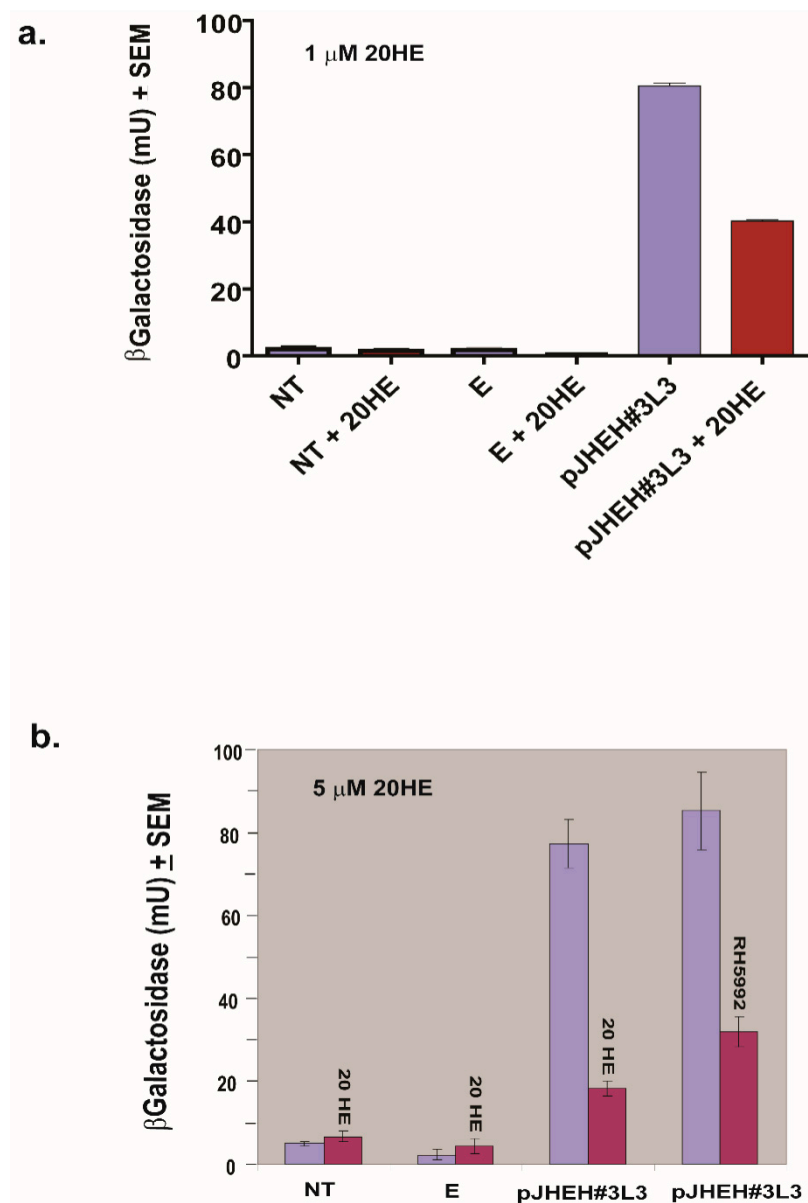 a.
1 μM 20HE
βGalactosidase (mU) + SEM
100
80
60
40
20
0
NT
NT + 20HE
E
E + 20HE
pJHEH#3L3
pJHEH#3L3 + 20HE
b.
5 μM 20HE
βGalactosidase (mU) ± SEM
100
80
60
40
20
0
20 HE
20 HE
20 HE
RH5992
NT
E
pJHEH#3L3
pJHEH#3L3